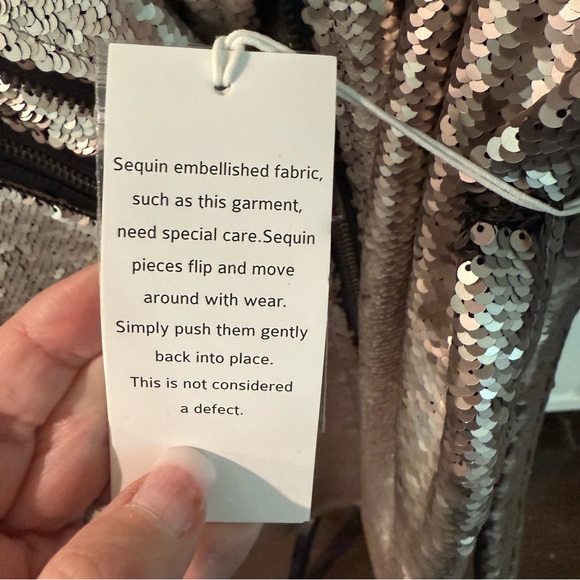 Sequin embellished fabric,
such as this garment,
need special care.Sequin
pieces flip and move
around with wear.
Simply push them gently
back into place.
This is not considered
a defect.